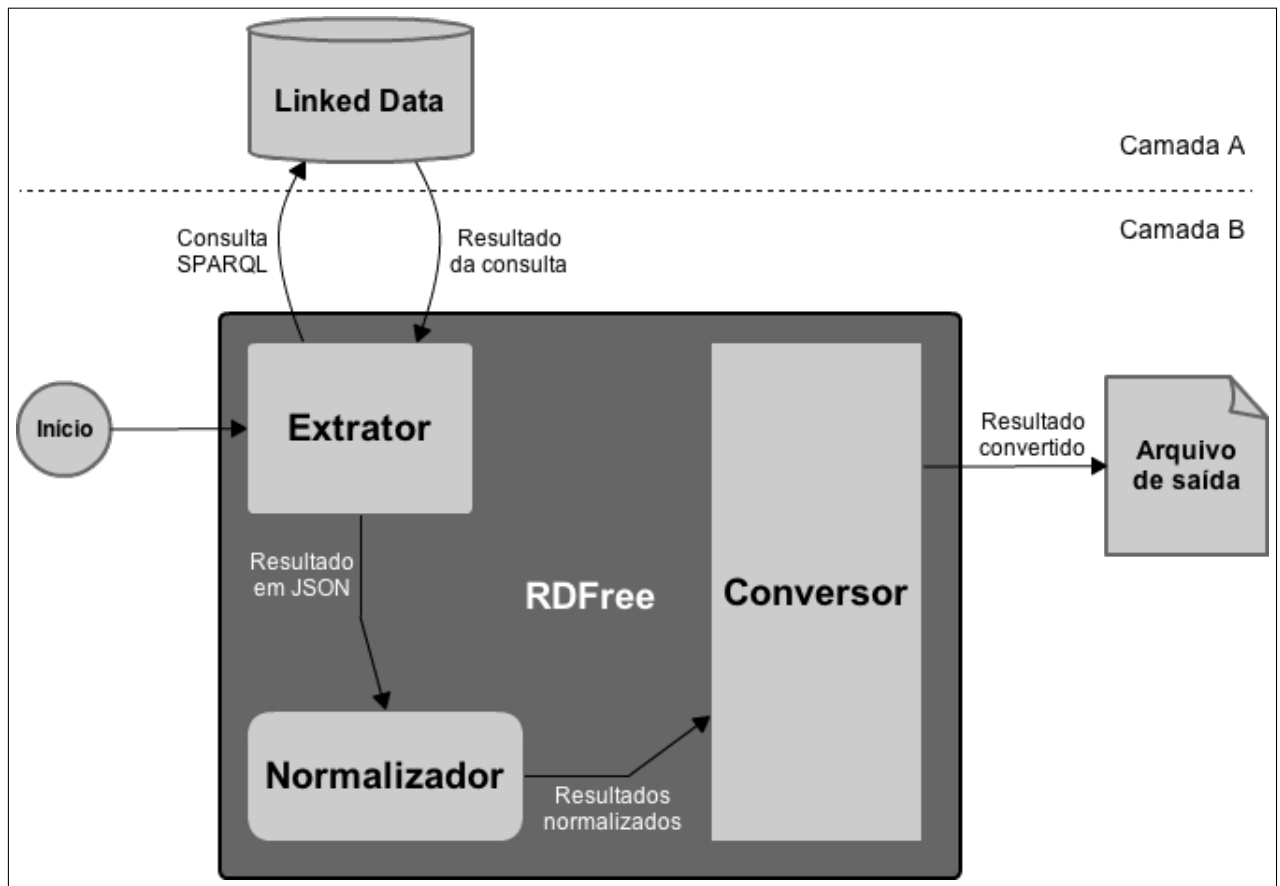 Linked Data
Camada A
Camada B
Consulta
SPARQL
Resultado
da consulta
Início
Extrator
Resultado
convertido
Arquivo
de saída
Resultado
em JSON
RDFree
Conversor
Normalizador
Resultados
normalizados